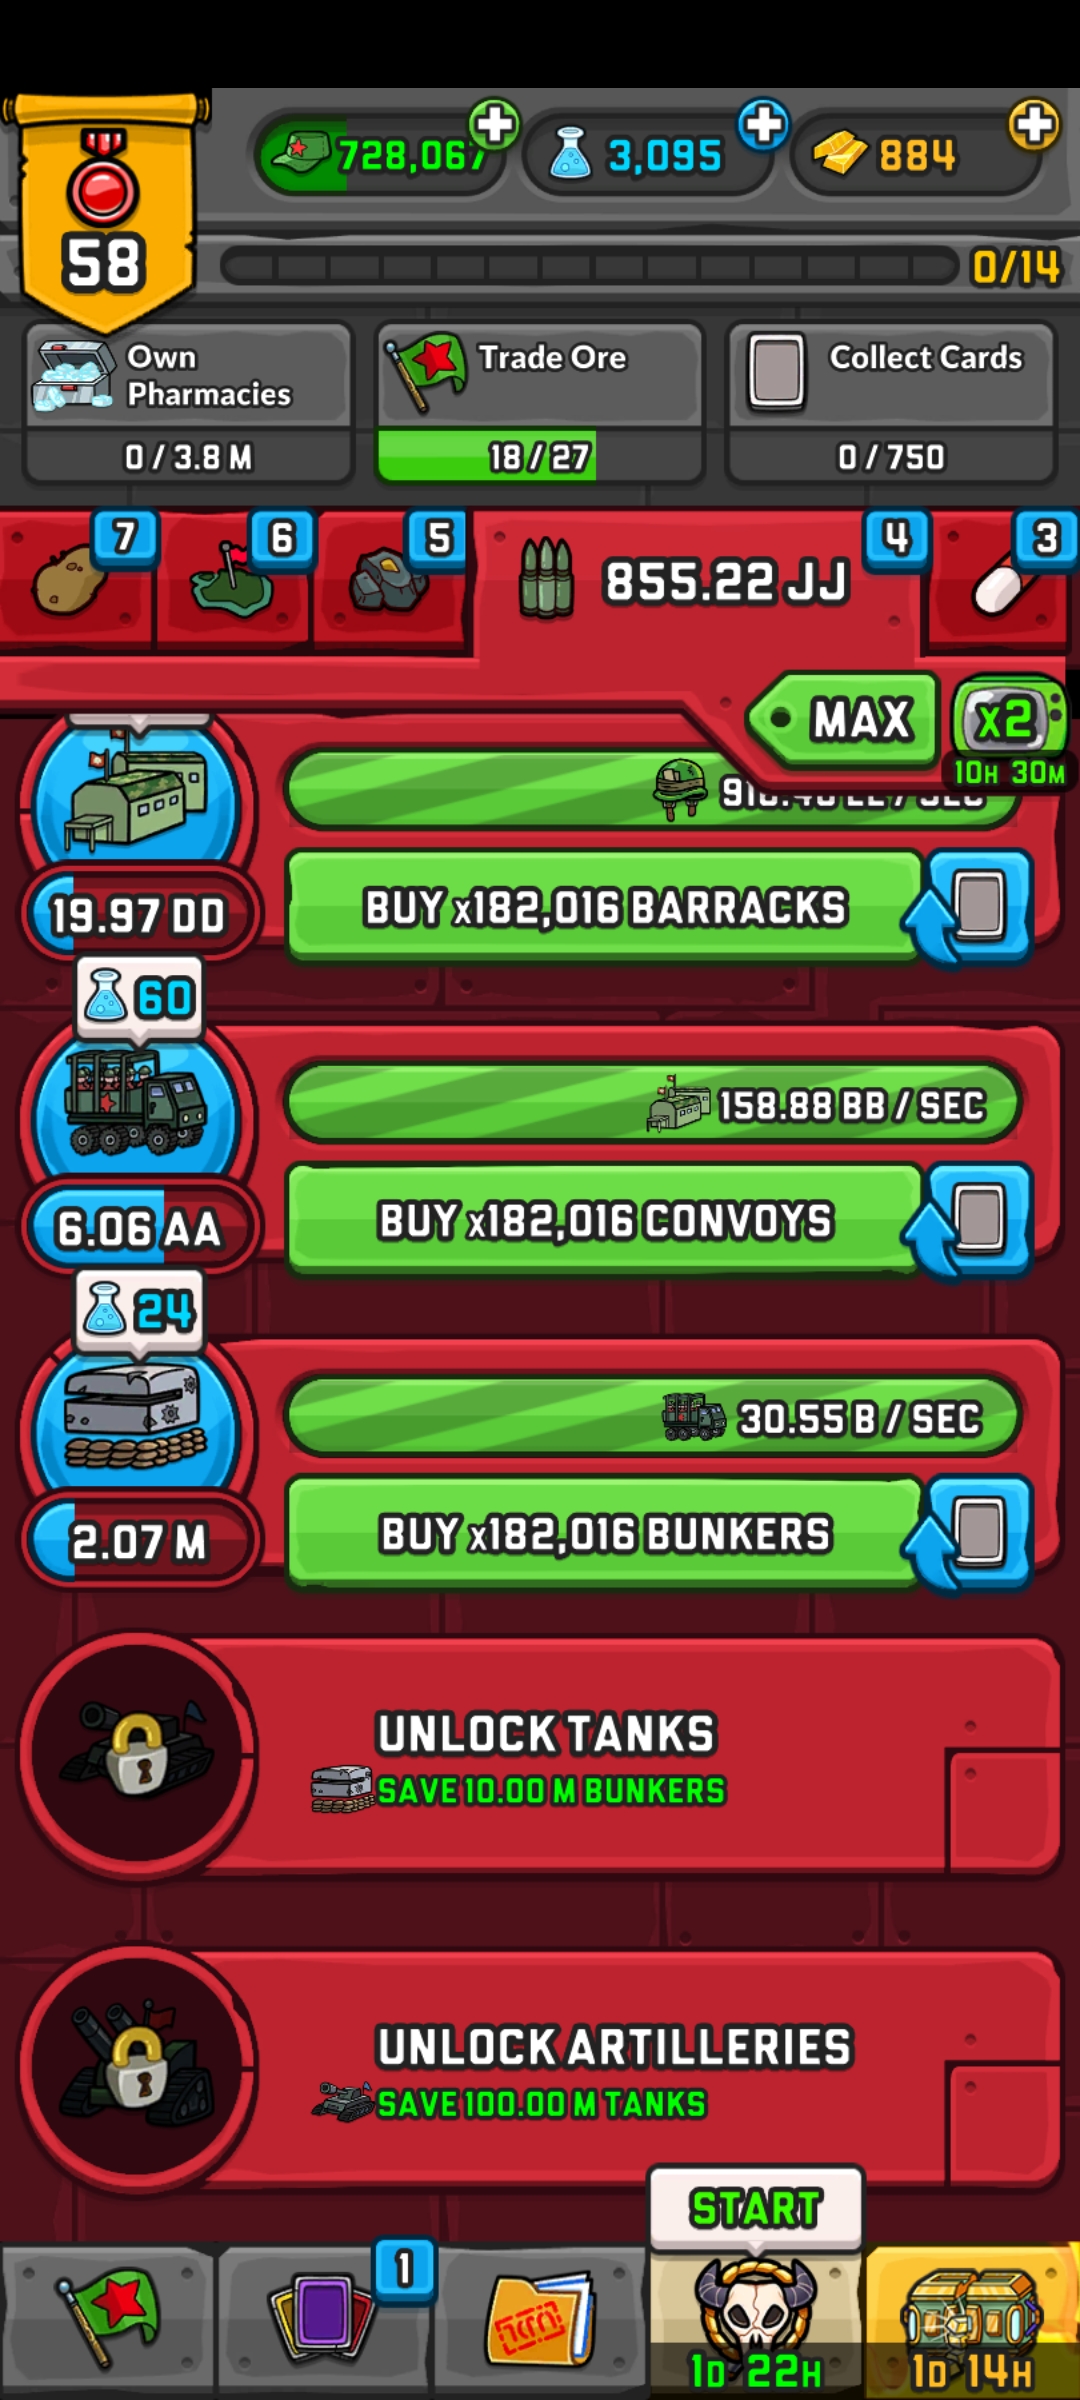 728,067
3,095
884
58
0/14
Own
Pharmacies
0 / 3.8 M
Trade Ore
18 / 27
Collect Cards
0 / 750
7
6
5
855.22 JJ
4
3
MAX
x2
10H 30M
19.97 DD
BUY x182,016 BARRACKS
60
158.88 BB / SEC
6.06 AA
BUY x182,016 CONVOYS
24
30.55 B / SEC
2.07 M
BUY x182,016 BUNKERS
UNLOCK TANKS
SAVE 10.00 M BUNKERS
UNLOCK ARTILLERIES
SAVE 100.00 M TANKS
START
1
1D 22H
1D 14H